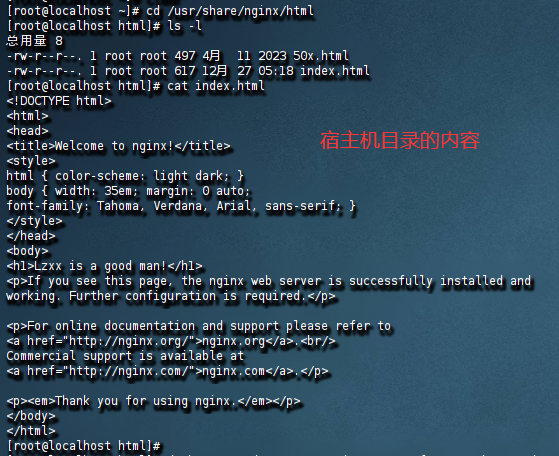 [root@localhost ~]# cd /usr/share/nginx/html
[root@localhost html]# ls -l
总用量 8
-rw-r--r--. 1 root root 497 4月  11 2023 50x.html
-rw-r--r--. 1 root root 617 12月 27 05:18 index.html
[root@localhost html]# cat index.html
<!DOCTYPE html>
<html>
<head>
<title>Welcome to nginx!</title>
<style>
html { color-scheme: light dark; }
body { width: 35em; margin: 0 auto;
font-family: Tahoma, Verdana, Arial, sans-serif; }
</style>
</head>
<body>
<h1>Lzxx is a good man!</h1>
<p>If you see this page, the nginx web server is successfully installed and
working. Further configuration is required.</p>

<p>For online documentation and support please refer to
<a href="http://nginx.org/">nginx.org</a>.<br/>
Commercial support is available at
<a href="http://nginx.com/">nginx.com</a>.</p>

<p><em>Thank you for using nginx.</em></p>
</body>
</html>
[root@localhost html]#
宿主机目录的内容